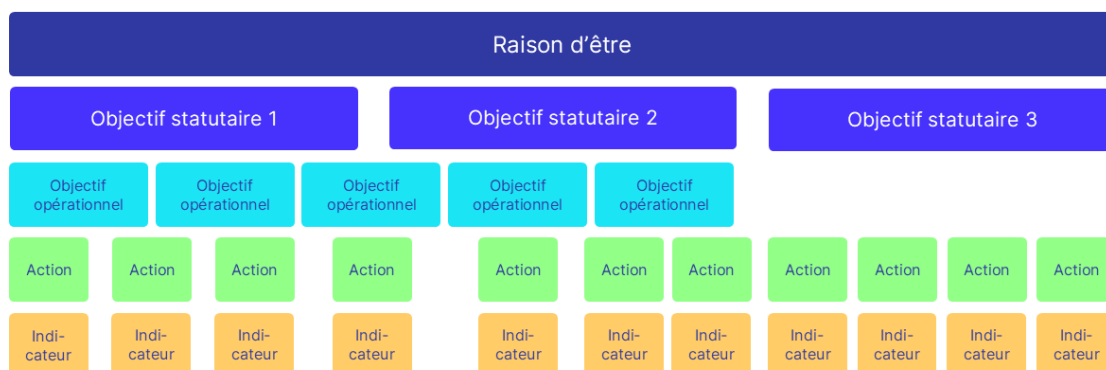 Raison d’être
Objectif statutaire 1
Objectif statutaire 2
Objectif statutaire 3
Objectif
opérationnel
Objectif
opérationnel
Objectif
opérationnel
Objectif
opérationnel
Objectif
opérationnel
Action
Action
Action
Action
Action
Action
Action
Action
Action
Action
Action
Indi-
cateur
Indi-
cateur
Indi-
cateur
Indi-
cateur
Indi-
cateur
Indi-
cateur
Indi-
cateur
Indi-
cateur
Indi-
cateur
Indi-
cateur
Indi-
cateur